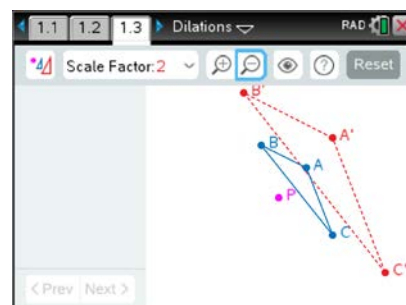 1.1 1.2 1.3 Dilations RAD
Scale Factor: 2 Reset
B'
A'
B
A
P
C
C'
< Prev Next >